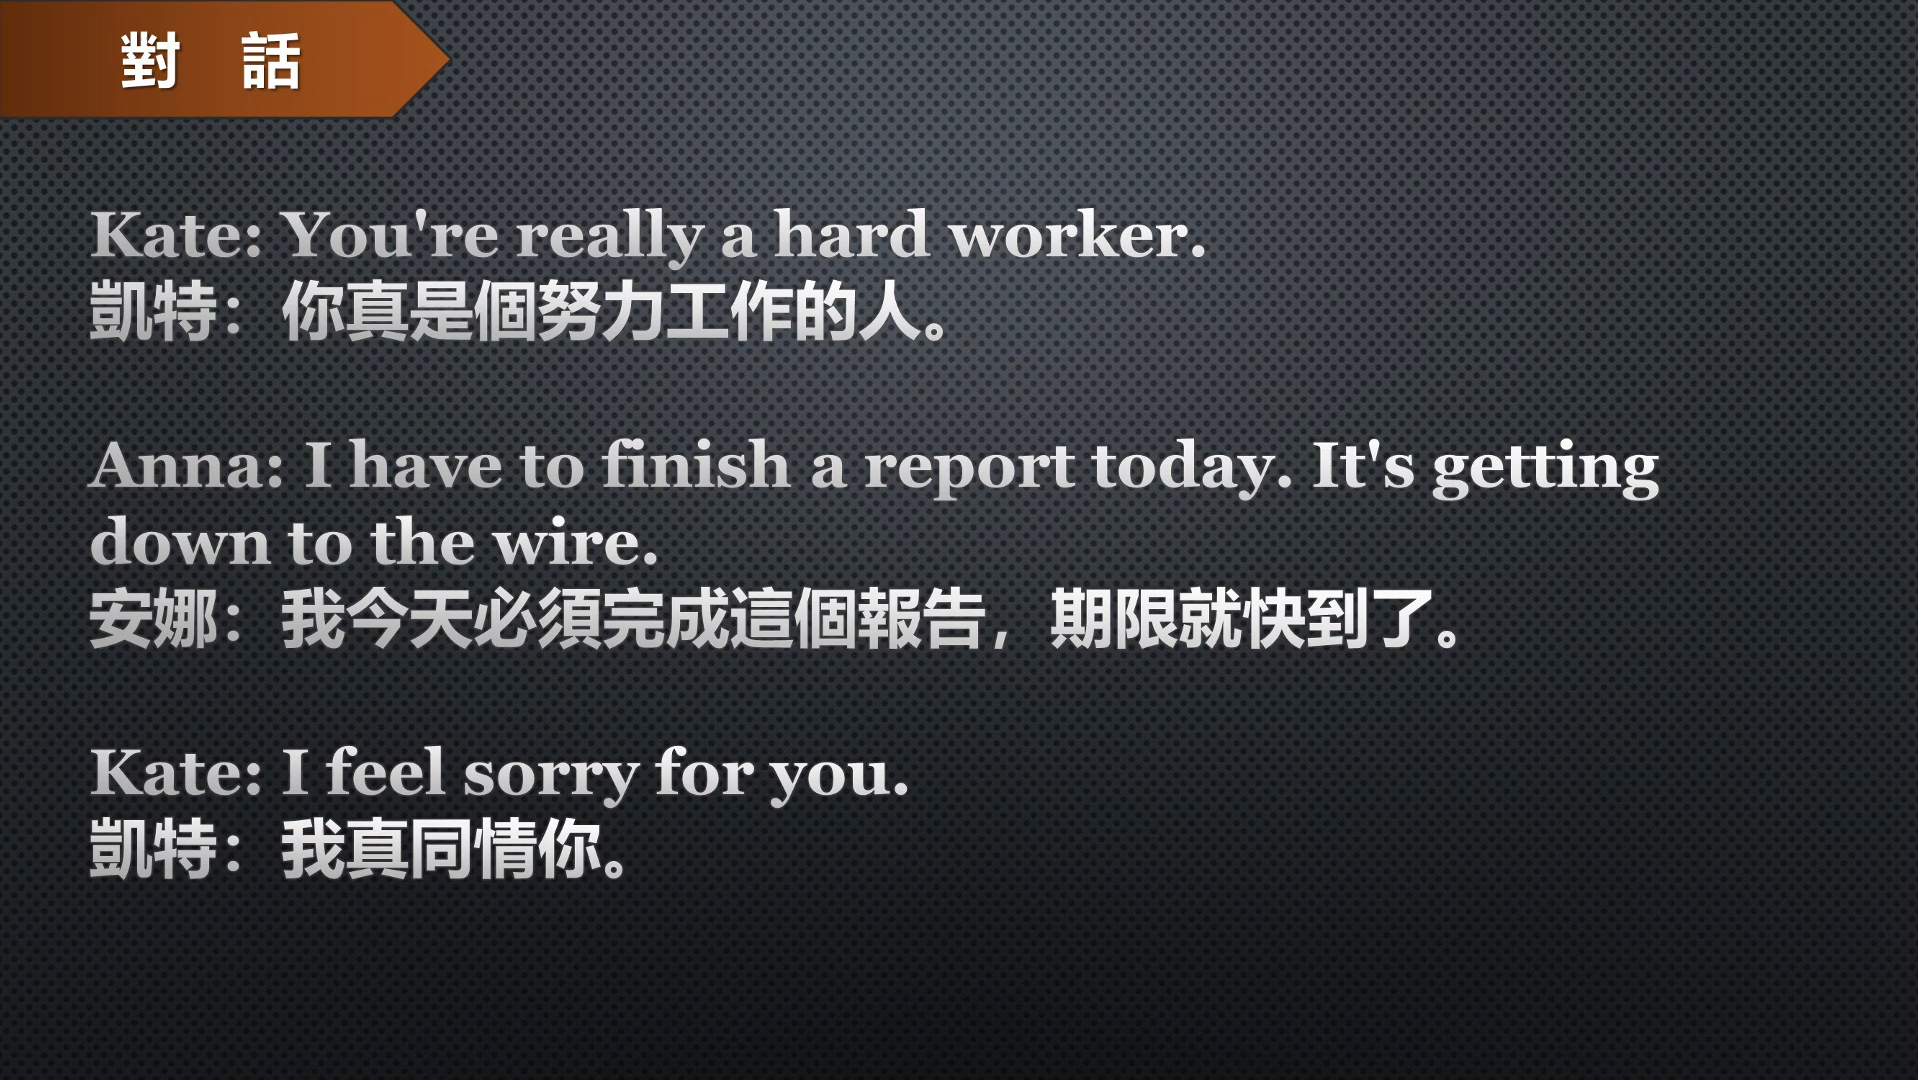 對 話
Kate: You're really a hard worker.
凱特：你真是個努力工作的人。
Anna: I have to finish a report today. It's getting
down to the wire.
安娜：我今天必須完成這個報告，期限就快到了。
Kate: I feel sorry for you.
凱特：我真同情你。